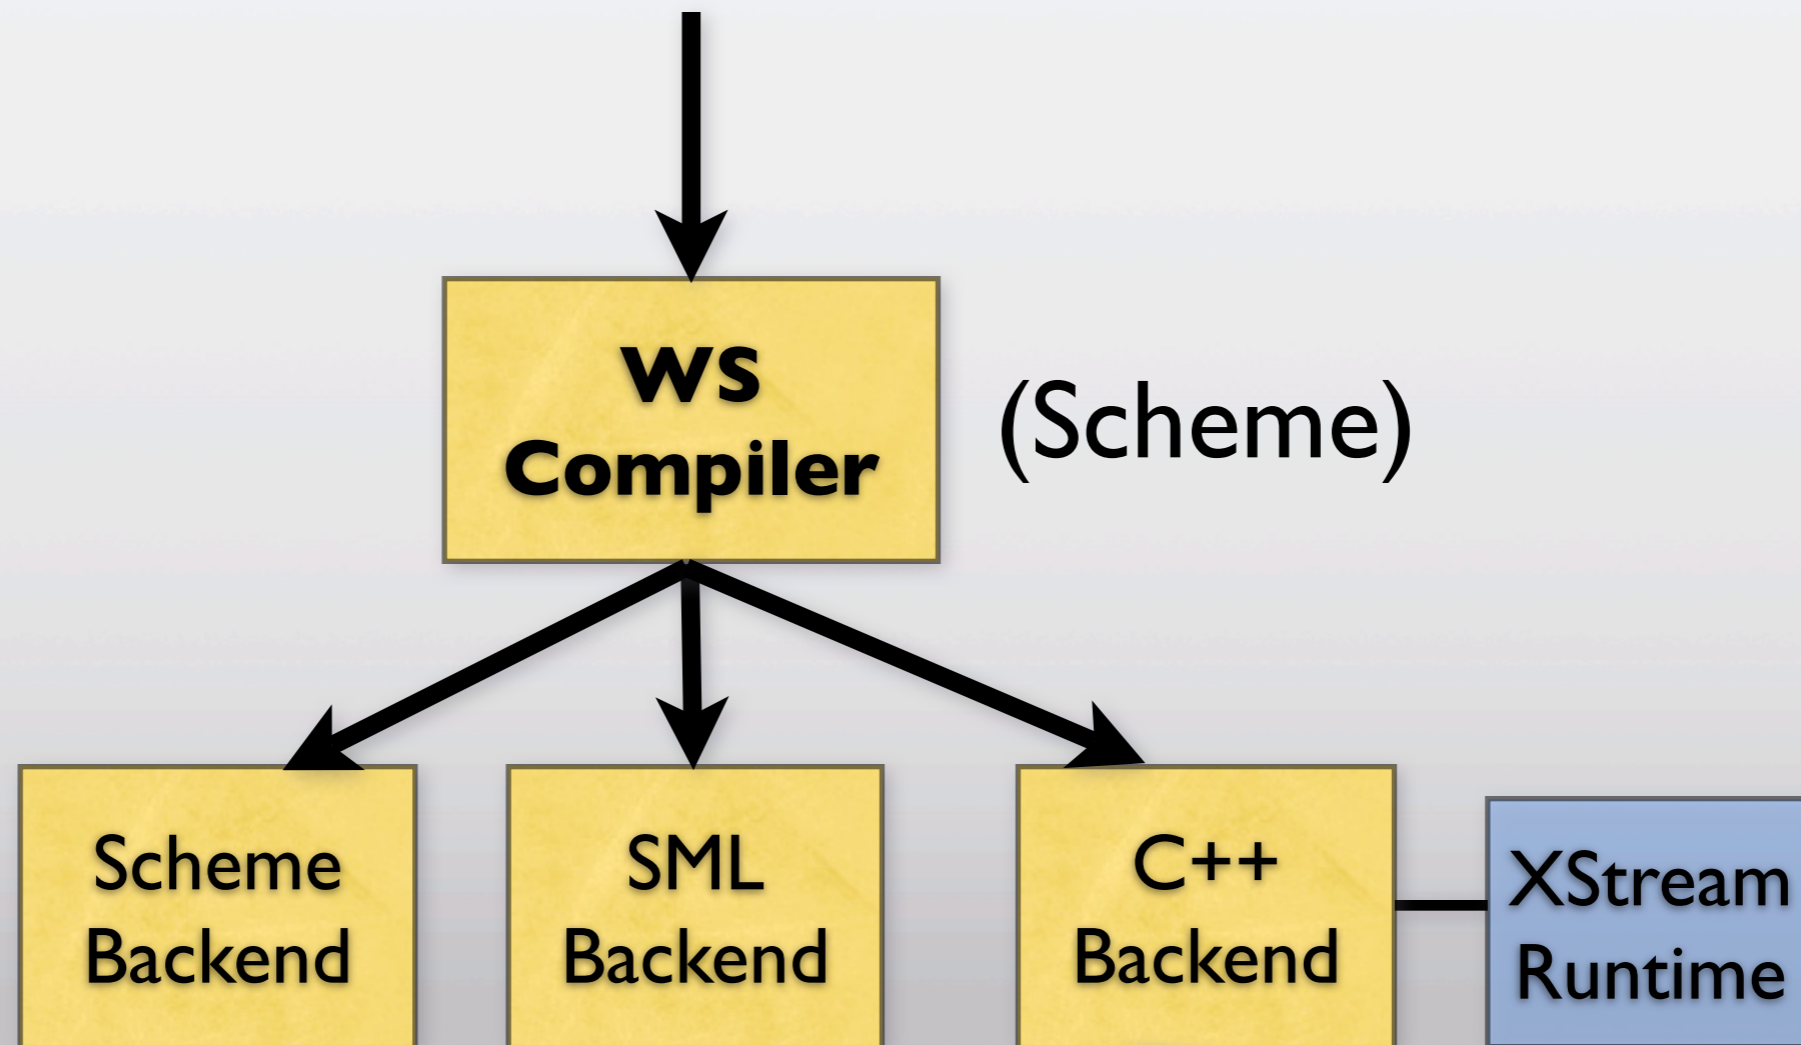 WS
Compiler
(Scheme)
Scheme
Backend
SML
Backend
C++
Backend
XStream
Runtime